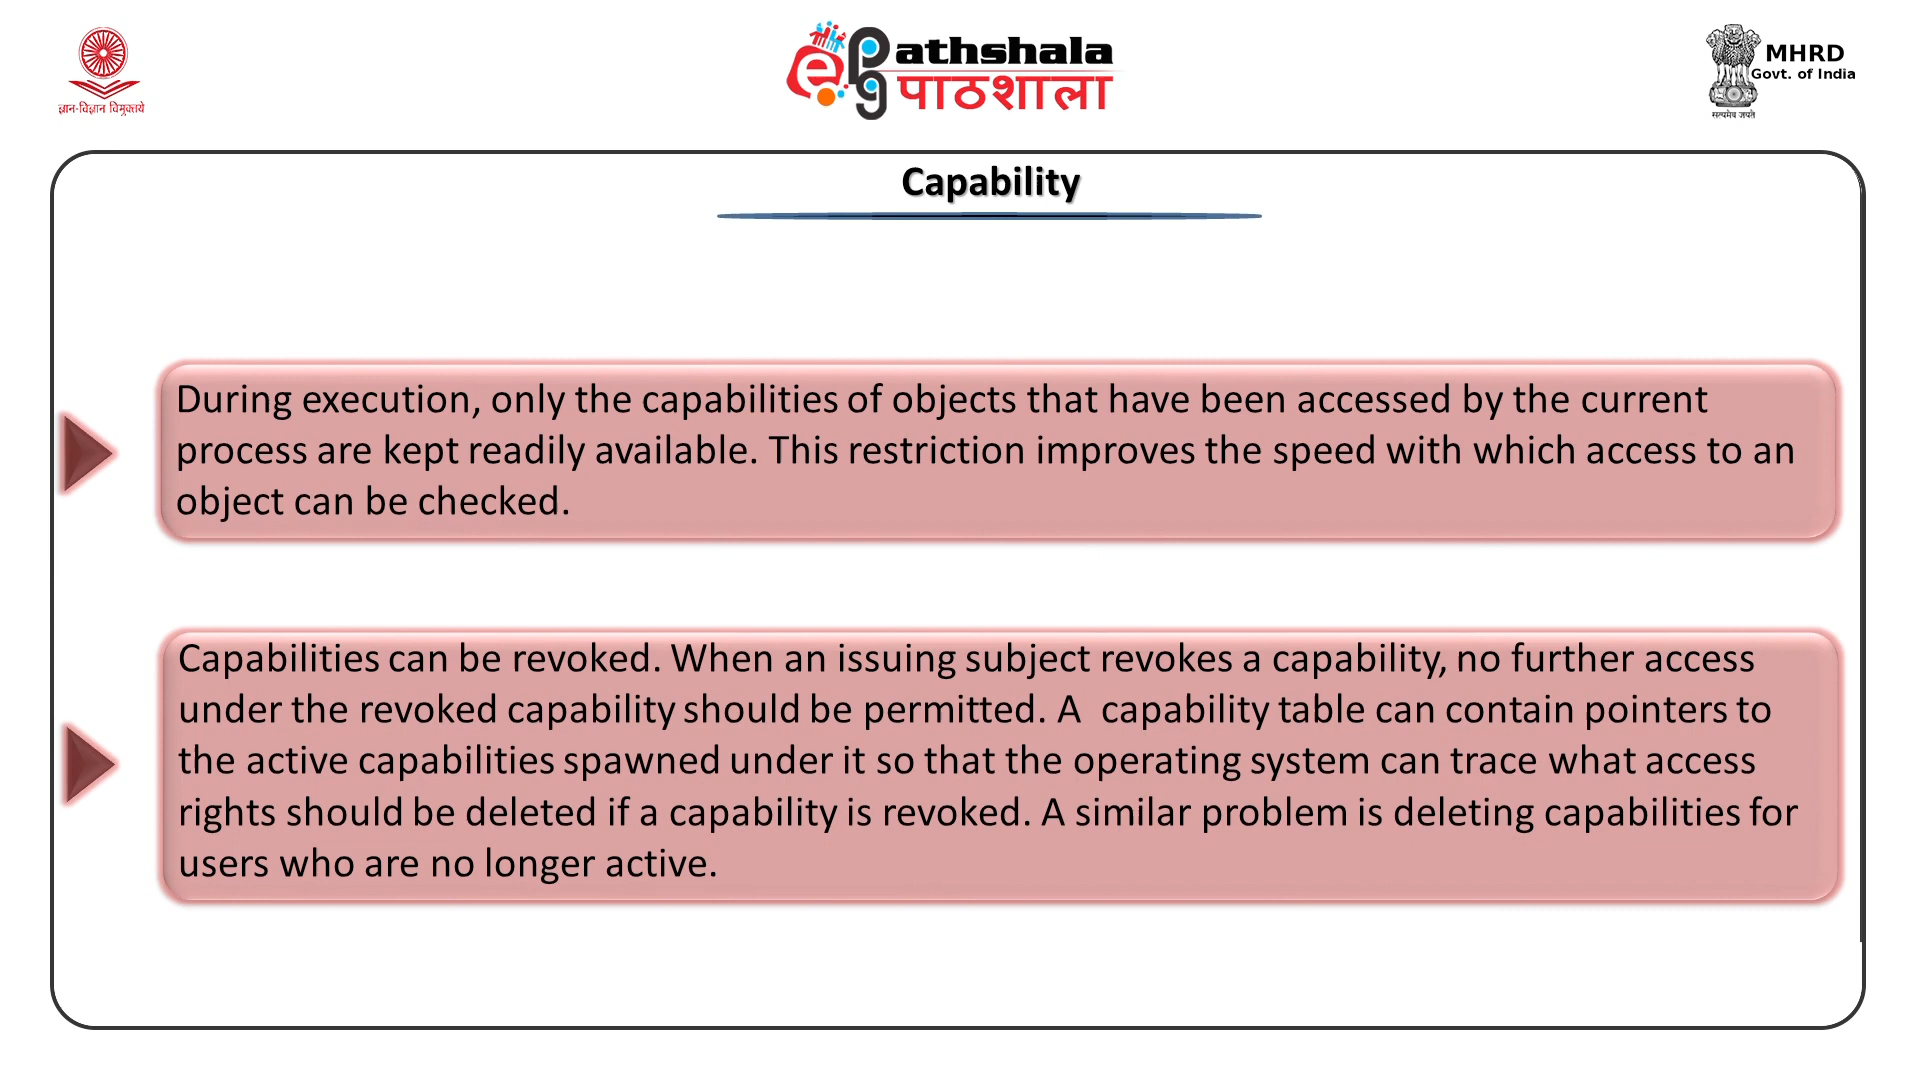 ज्ञान-विज्ञान विमुक्तये
e
PG
athshala
पाठशाला
MHRD
Govt. of India
सत्यमेव जयते
Capability
During execution, only the capabilities of objects that have been accessed by the current
process are kept readily available. This restriction improves the speed with which access to an
object can be checked.
Capabilities can be revoked. When an issuing subject revokes a capability, no further access
under the revoked capability should be permitted. A  capability table can contain pointers to
the active capabilities spawned under it so that the operating system can trace what access
rights should be deleted if a capability is revoked. A similar problem is deleting capabilities for
users who are no longer active.